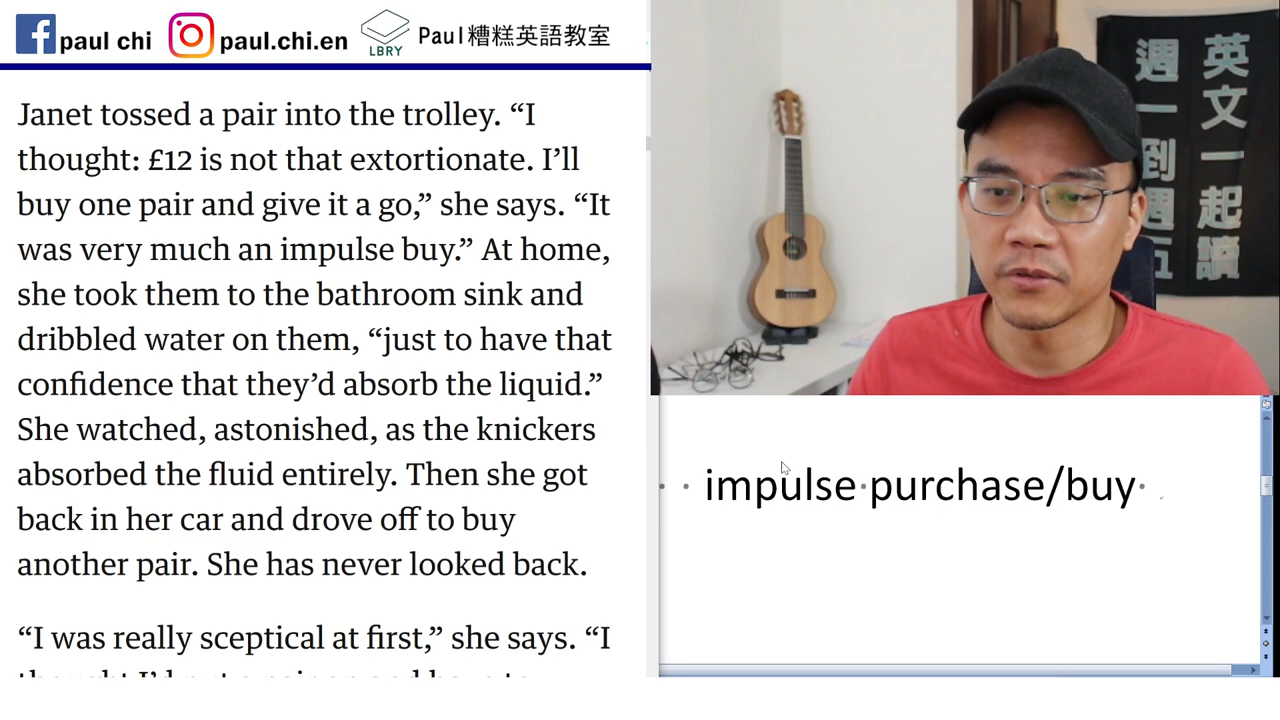 paul chi
paul.chi.en
LBRY
Paul糟糕英語教室
Janet tossed a pair into the trolley. “I
thought: £12 is not that extortionate. I’ll
buy one pair and give it a go,” she says. “It
was very much an impulse buy.” At home,
she took them to the bathroom sink and
dribbled water on them, “just to have that
confidence that they’d absorb the liquid.”
She watched, astonished, as the knickers
absorbed the fluid entirely. Then she got
back in her car and drove off to buy
another pair. She has never looked back.
“I was really sceptical at first,” she says. “I
英文一起讀
週一到週五
impulse purchase/buy